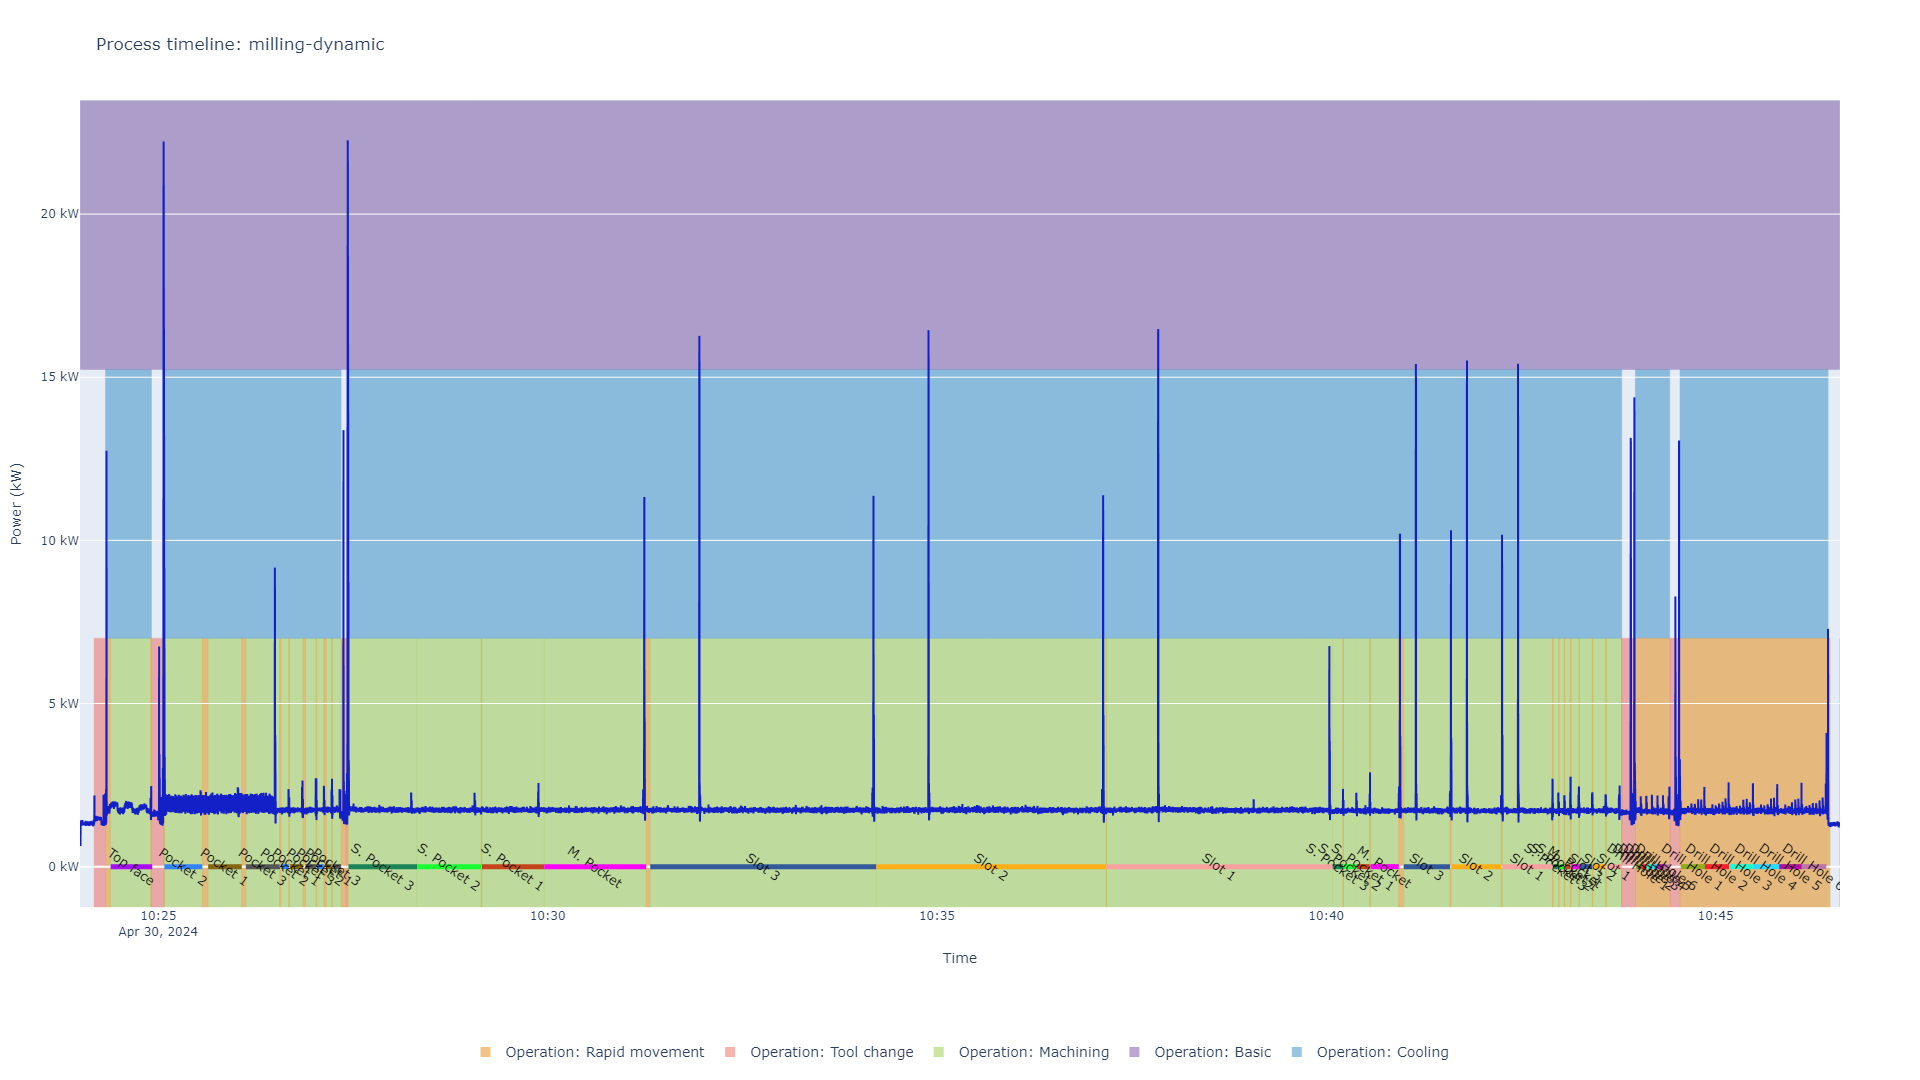 Process timeline: milling-dynamic
20 kW
15 kW
10 kW
5 kW
0 kW
Power (kW)
Top face
Pocket 2
Pocket 1
Pocket 3
S. Pocket 3
S. Pocket 2
S. Pocket 1
M. Pocket
Slot 3
Slot 2
Slot 1
M. Pocket
Slot 3
Slot 2
Slot 1
Drill Hole 1
Drill Hole 2
Drill Hole 3
Drill Hole 4
Drill Hole 5
Drill Hole 6
10:25
10:30
10:35
10:40
10:45
Apr 30, 2024
Time
Operation: Rapid movement
Operation: Tool change
Operation: Machining
Operation: Basic
Operation: Cooling